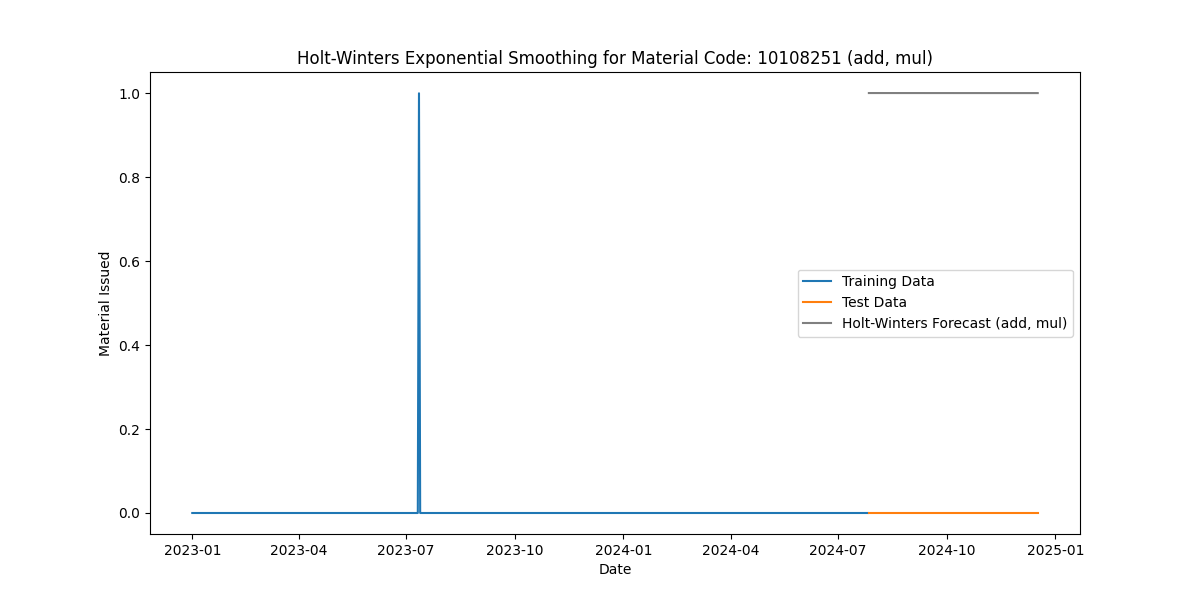 Holt-Winters Exponential Smoothing for Material Code: 10108251 (add, mul)
1.0
0.8
0.6
0.4
0.2
0.0
Material Issued
Training Data
Test Data
Holt-Winters Forecast (add, mul)
2023-01 2023-04 2023-07 2023-10 2024-01 2024-04 2024-07 2024-10 2025-01
Date